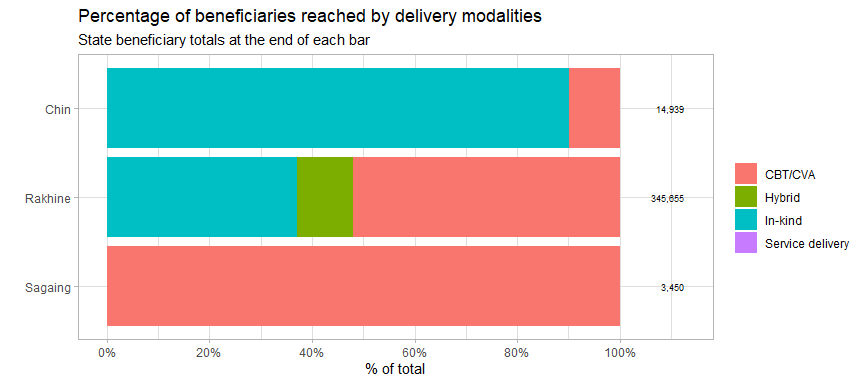 Percentage of beneficiaries reached by delivery modalities
State beneficiary totals at the end of each bar
Chin
14,939
Rakhine
345,655
Sagaing
3,450
0%
20%
40%
60%
80%
100%
% of total
CBT/CVA
Hybrid
In-kind
Service delivery